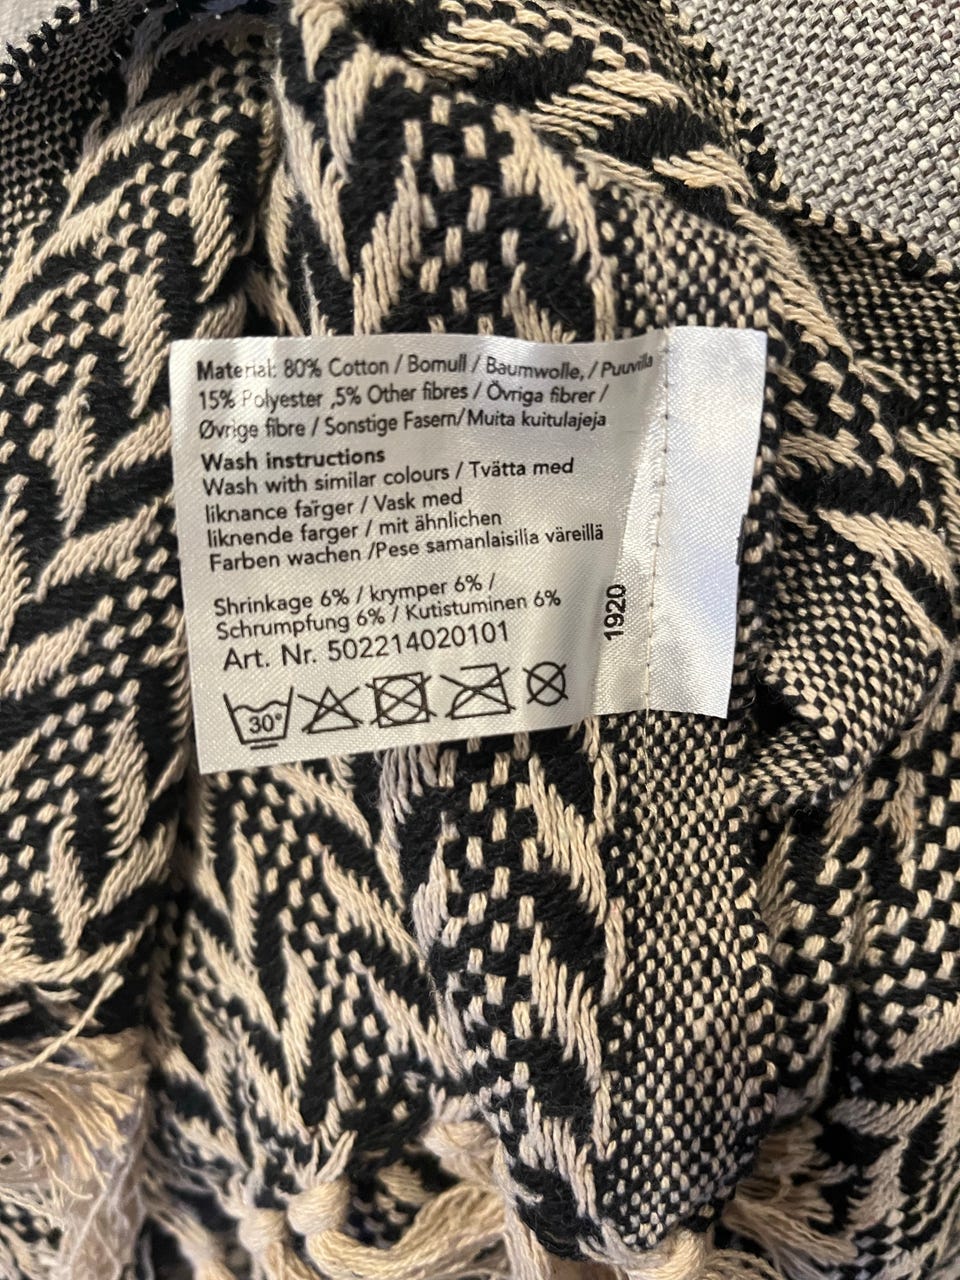 Material: 80% Cotton / Bomull / Baumwolle, / Puuvilla
15% Polyester ,5% Other fibres / Övriga fibrer /
Øvrige fibre / Sonstige Fasern/ Muita kuitulajeja
Wash instructions
Wash with similar colours / Tvätta med
liknance färger / Vask med
liknende farger / mit ähnlichen
Farben wachen /Pese samanlaisilla väreillä
Shrinkage 6% / krymper 6% /
Schrumpfung 6% / Kutistuminen 6%
Art. Nr. 502214020101
30°
1920